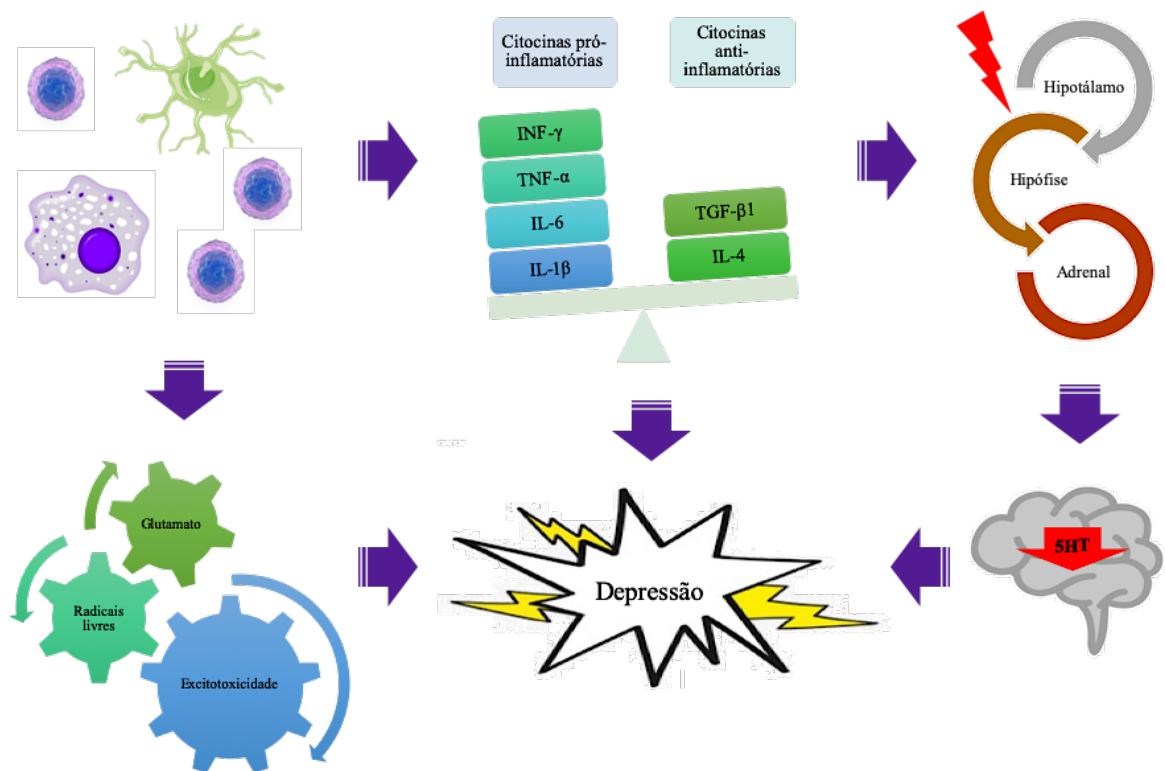 Citocinas pró-
inflamatórias
Citocinas
anti-
inflamatórias
INF-γ
TNF-α
IL-6
IL-1β
TGF-β1
IL-4
Hipotálamo
Hipófise
Adrenal
Glutamato
Radicais
livres
Excitotoxicidade
Depressão
5HT